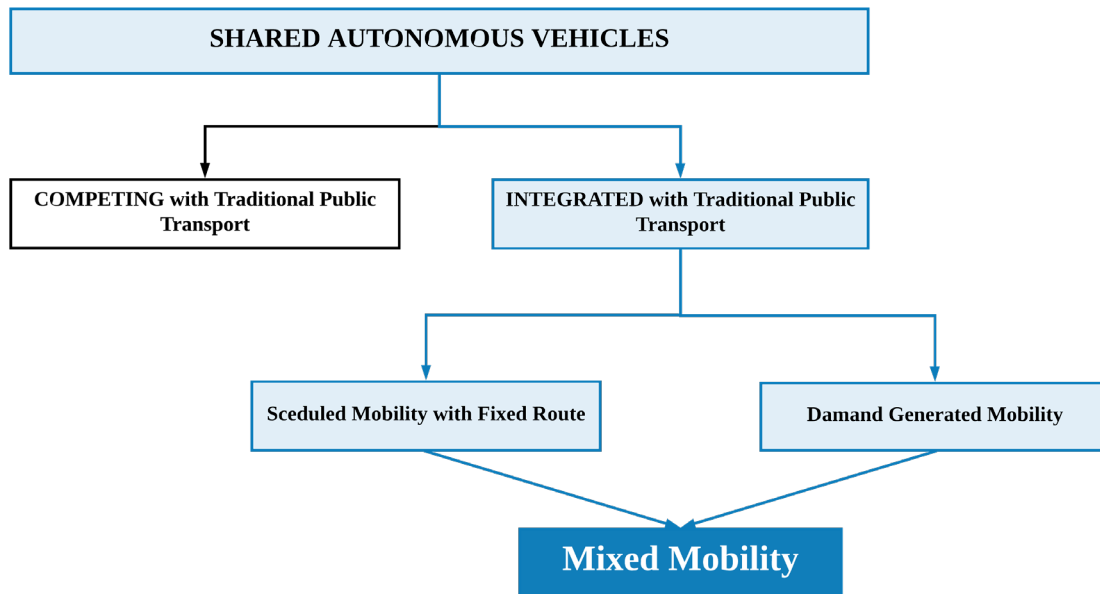 SHARED AUTONOMOUS VEHICLES
COMPETING with Traditional Public
Transport
INTEGRATED with Traditional Public
Transport
Sceduled Mobility with Fixed Route
Damand Generated Mobility
Mixed Mobility